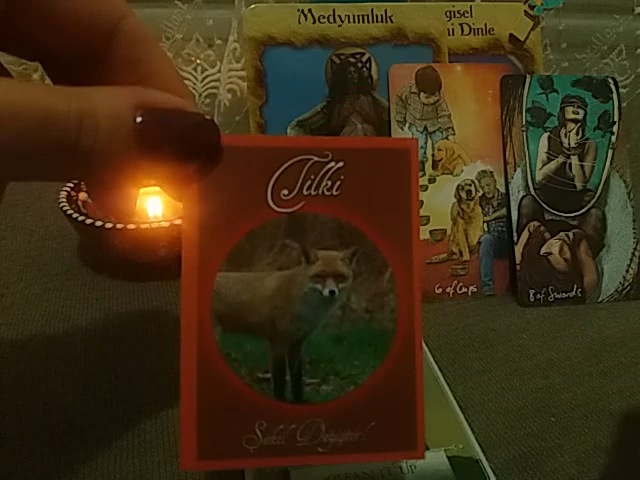 Medyumluk
gisel
ü Dinle
Tilki
Şekil Değiştir!
6 of Cups
8 of Swords